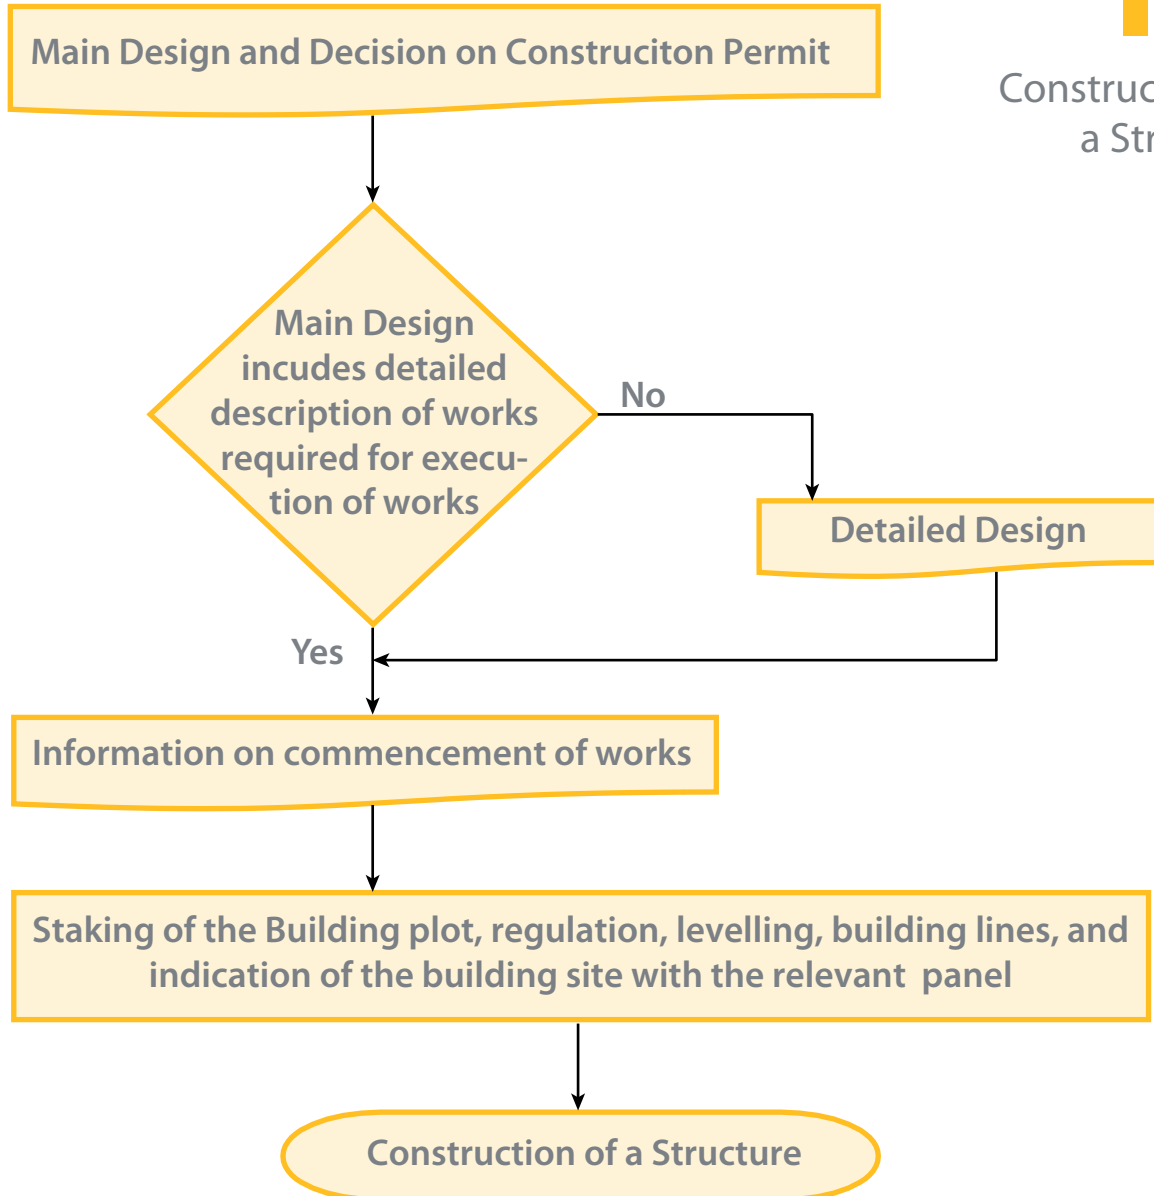 Main Design and Decision on Construciton Permit
Construc
a Str
Main Design
incudes detailed
description of works
required for execu-
tion of works
No
Detailed Design
Yes
Information on commencement of works
Staking of the Building plot, regulation, levelling, building lines, and
indication of the building site with the relevant panel
Construction of a Structure